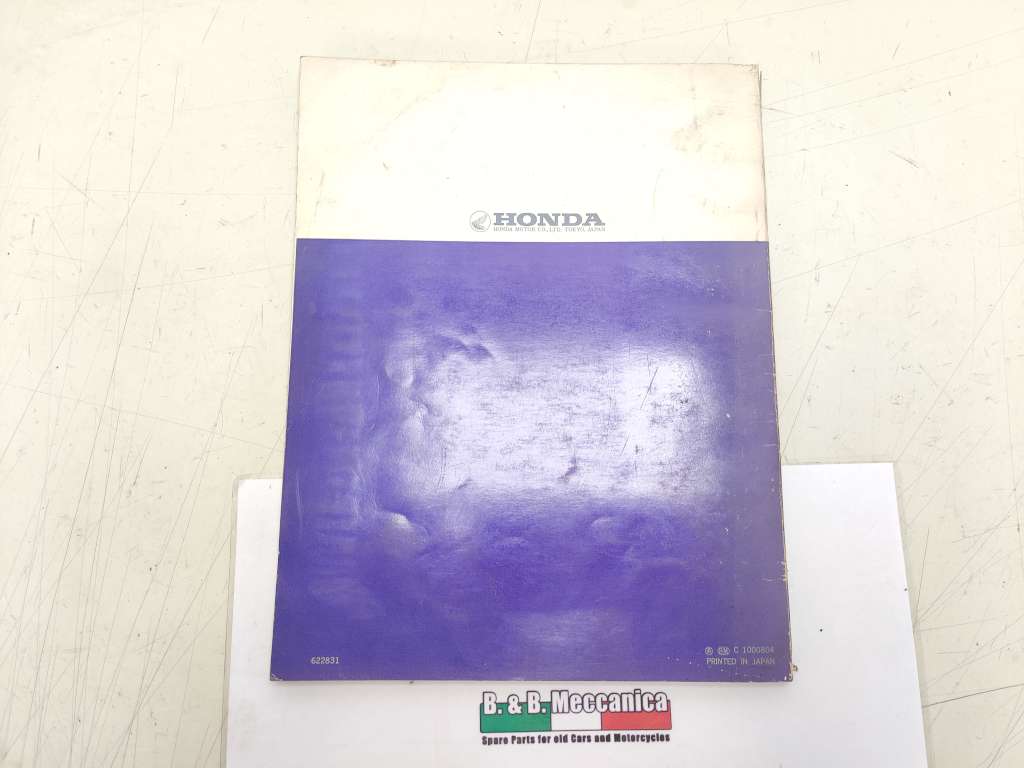 HONDA
HONDA MOTOR CO., LTD. TOKYO, JAPAN
622831
C 1000804
PRINTED IN JAPAN
B. & B. Meccanica
Spare Parts for old Cars and Motorcycles